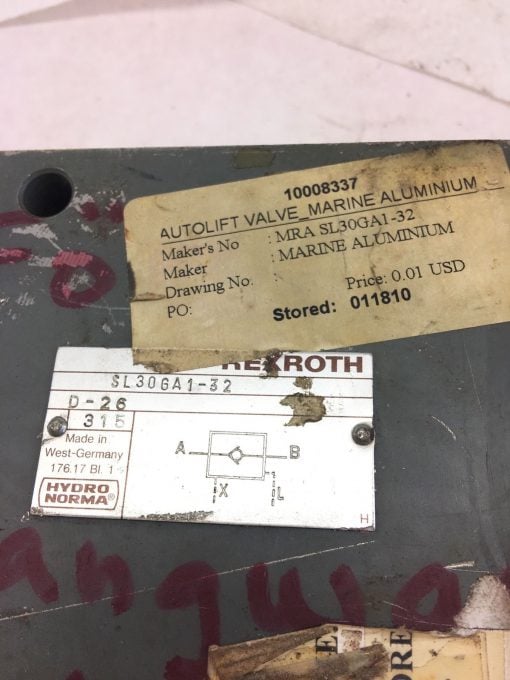 10008337
AUTOLIFT VALVE_MARINE ALUMINIUM
Maker's No : MRA SL30GA1-32
Maker : MARINE ALUMINIUM
Drawing No. :
Price: 0.01 USD
PO:
Stored: 011810
REXROTH
SL30GA1-32
D-26
315
Made in
West-Germany
176.17 Bl. 1
HYDRO
NORMA®
A B
X L
H